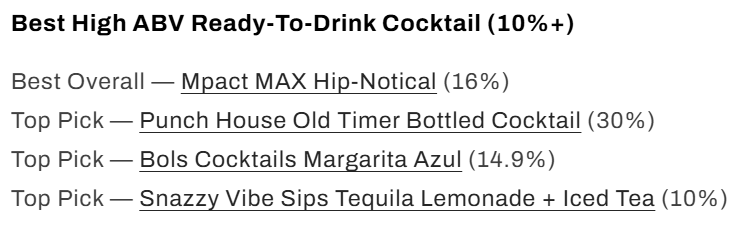 Best High ABV Ready-To-Drink Cocktail (10%+)
Best Overall — Mpact MAX Hip-Notical (16%)
Top Pick — Punch House Old Timer Bottled Cocktail (30%)
Top Pick — Bols Cocktails Margarita Azul (14.9%)
Top Pick — Snazzy Vibe Sips Tequila Lemonade + Iced Tea (10%)